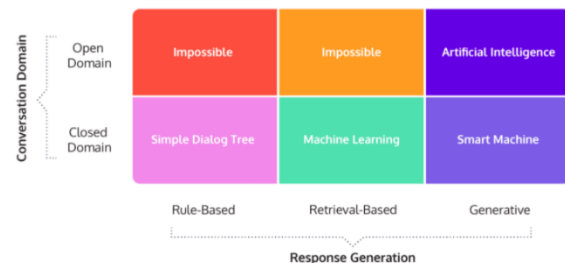 Conversation Domain
Open
Domain
Impossible
Impossible
Artificial Intelligence
Closed
Domain
Simple Dialog Tree
Machine Learning
Smart Machine
Rule-Based
Retrieval-Based
Generative
Response Generation